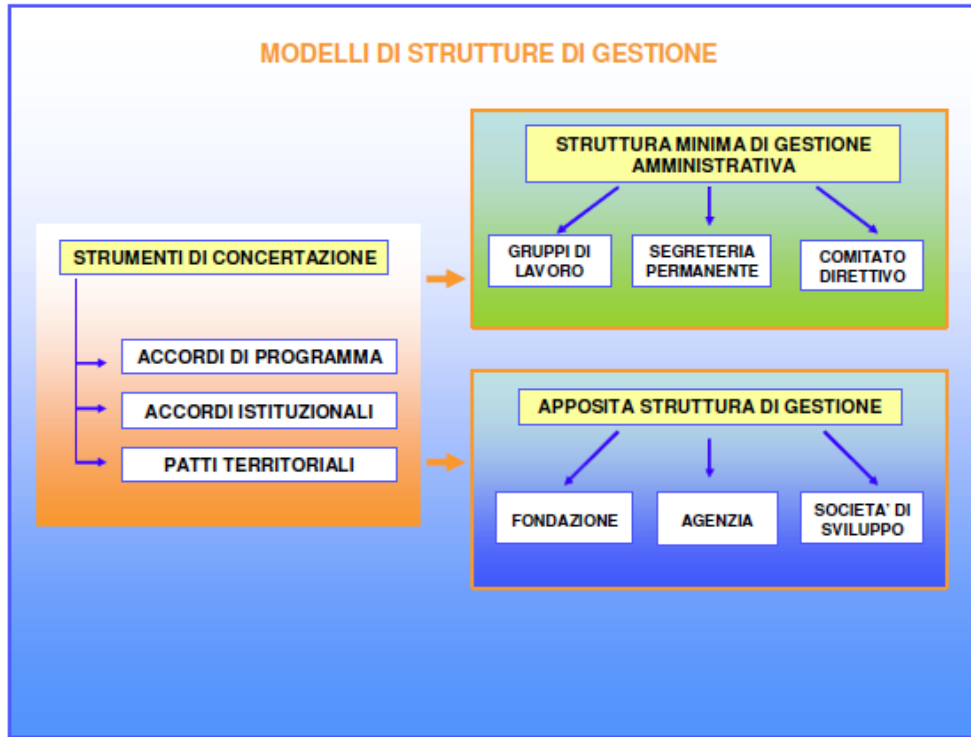 MODELLI DI STRUTTURE DI GESTIONE
STRUMENTI DI CONCERTAZIONE
ACCORDI DI PROGRAMMA
ACCORDI ISTITUZIONALI
PATTI TERRITORIALI
STRUTTURA MINIMA DI GESTIONE
AMMINISTRATIVA
GRUPPI DI
LAVORO
SEGRETERIA
PERMANENTE
COMITATO
DIRETTIVO
APPOSITA STRUTTURA DI GESTIONE
FONDAZIONE
AGENZIA
SOCIETA' DI
SVILUPPO